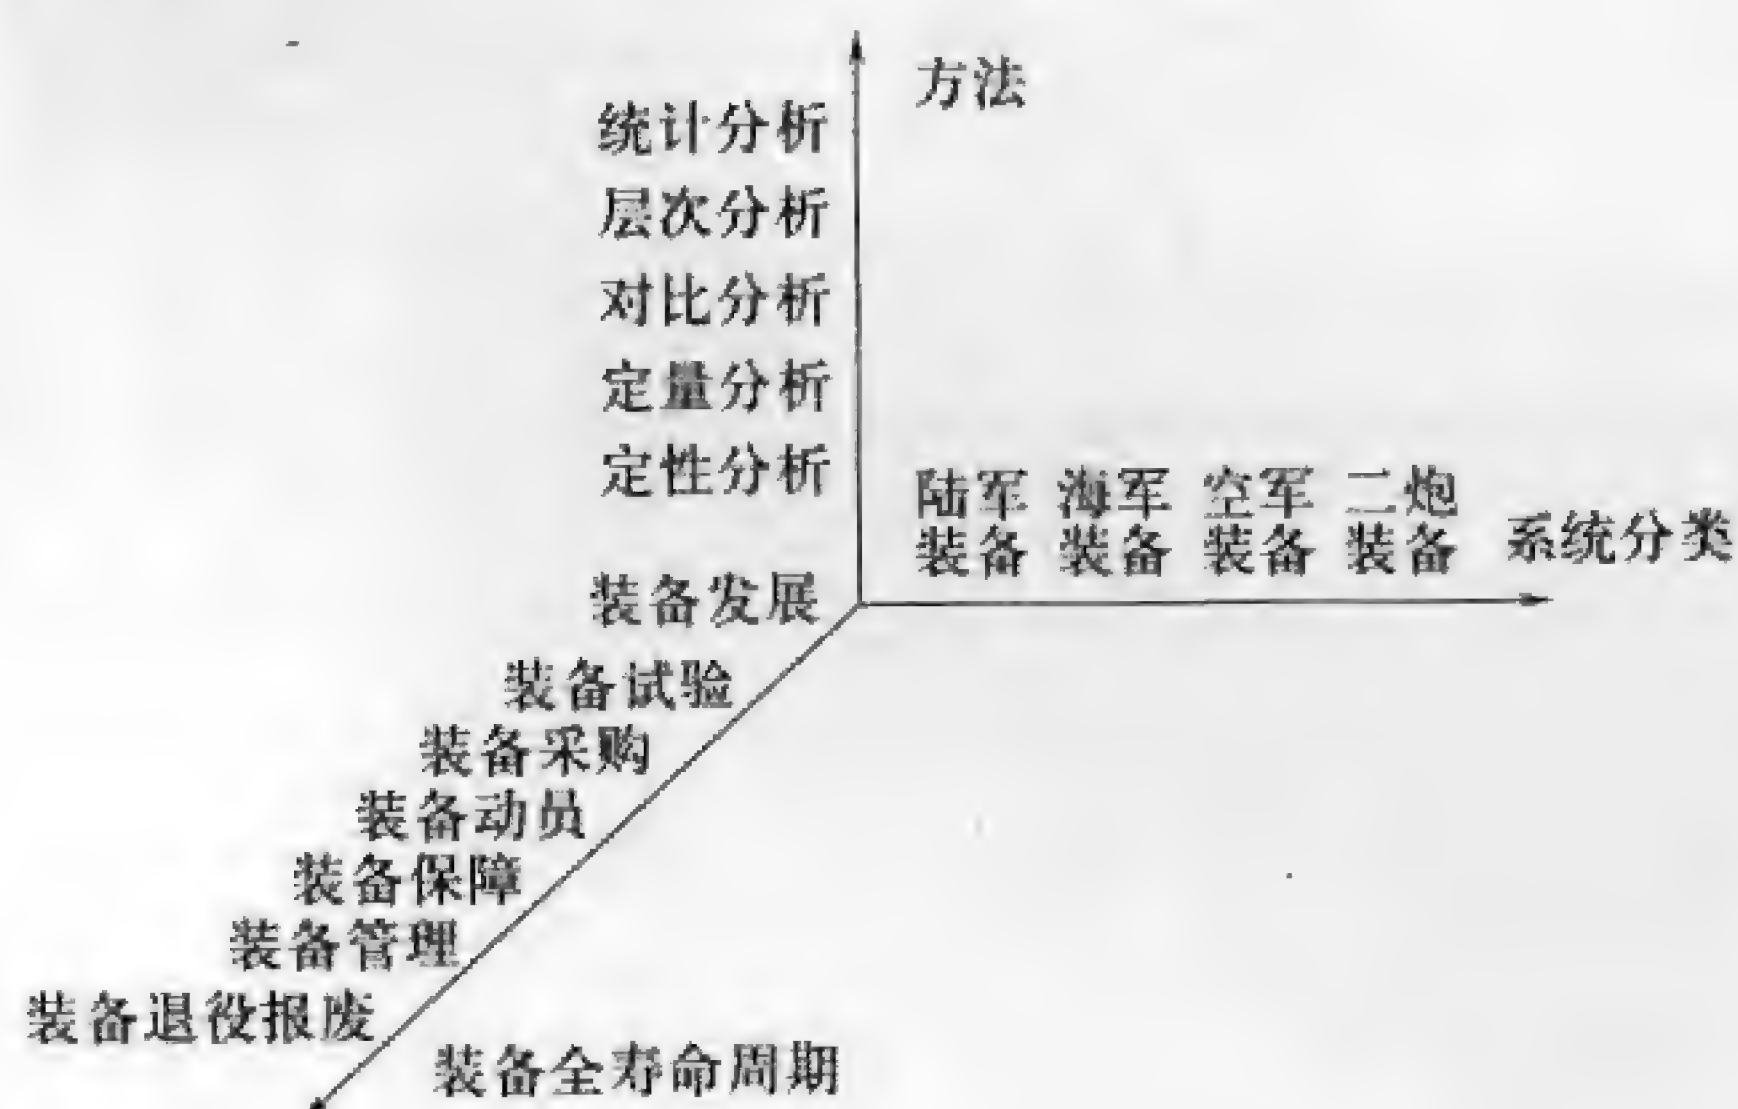 方法
统计分析
层次分析
对比分析
定量分析
定性分析
陆军 海军 空军 二炮
装备 装备 装备 装备
系统分类
装备发展
装备试验
装备采购
装备动员
装备保障
装备管理
装备退役报废
装备全寿命周期